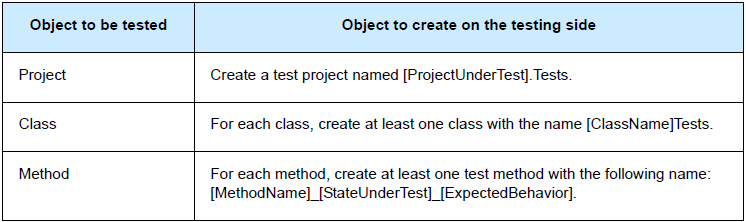 Object to be tested
Object to create on the testing side
Project
Create a test project named [ProjectUnderTest].Tests.
Class
For each class, create at least one class with the name [ClassName]Tests.
Method
For each method, create at least one test method with the following name:
[MethodName]_[StateUnderTest]_[ExpectedBehavior].